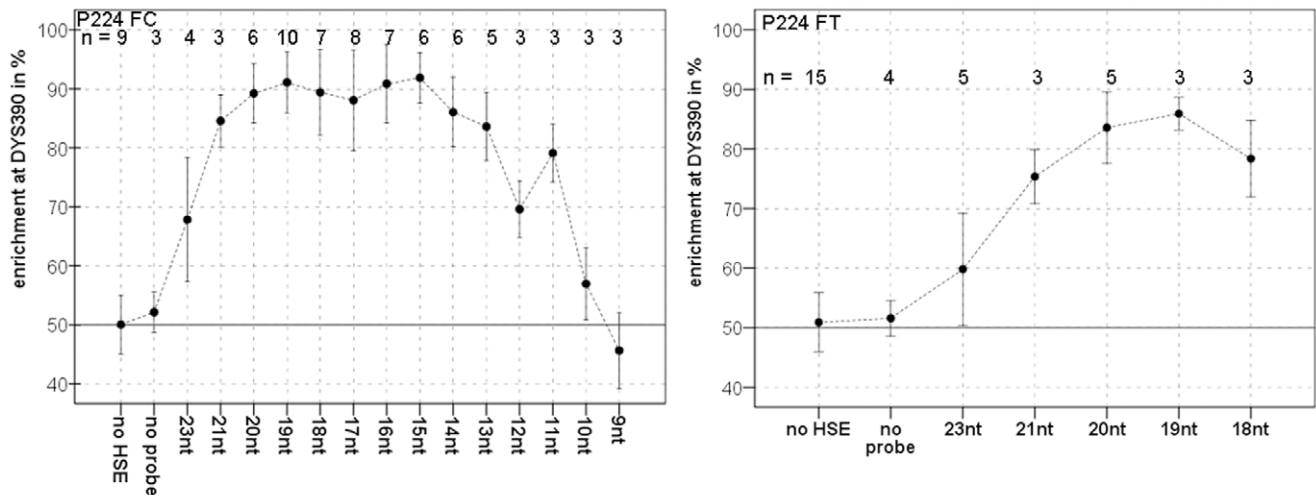 P224 FC
n = 9 3 4 3 6 10 7 8 7 6 6 5 3 3 3 3
enrichment at DYS390 in %
100
90
80
70
60
50
40
no HSE
no probe
23nt
21nt
20nt
19nt
18nt
17nt
16nt
15nt
14nt
13nt
12nt
11nt
10nt
9nt
P224 FT
n = 15 4 5 3 5 3 3
enrichment at DYS390 in %
100
90
80
70
60
50
40
no HSE
no
probe
23nt
21nt
20nt
19nt
18nt